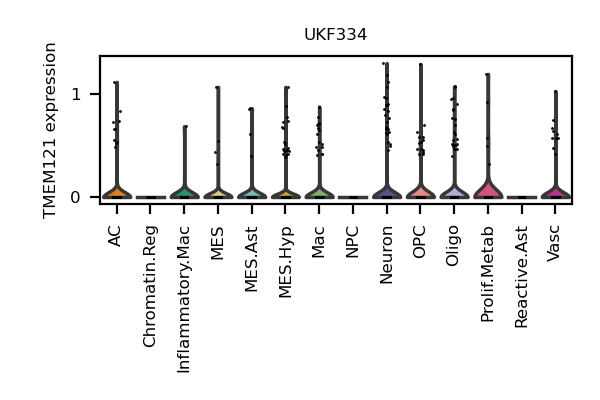 UKF334
TMEM121 expression
1
0
AC
Chromatin.Reg
Inflammatory.Mac
MES
MES.Ast
MES.Hyp
Mac
NPC
Neuron
OPC
Oligo
Prolif.Metab
Reactive.Ast
Vasc